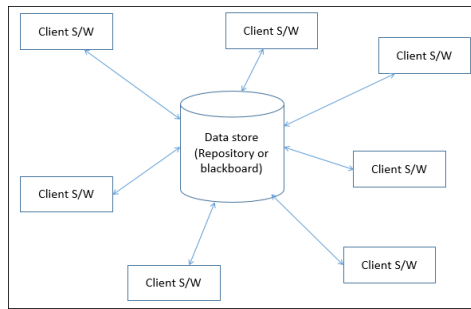 Client S/W
Client S/W
Client S/W
Data store
(Repository or
blackboard)
Client S/W
Client S/W
Client S/W
Client S/W